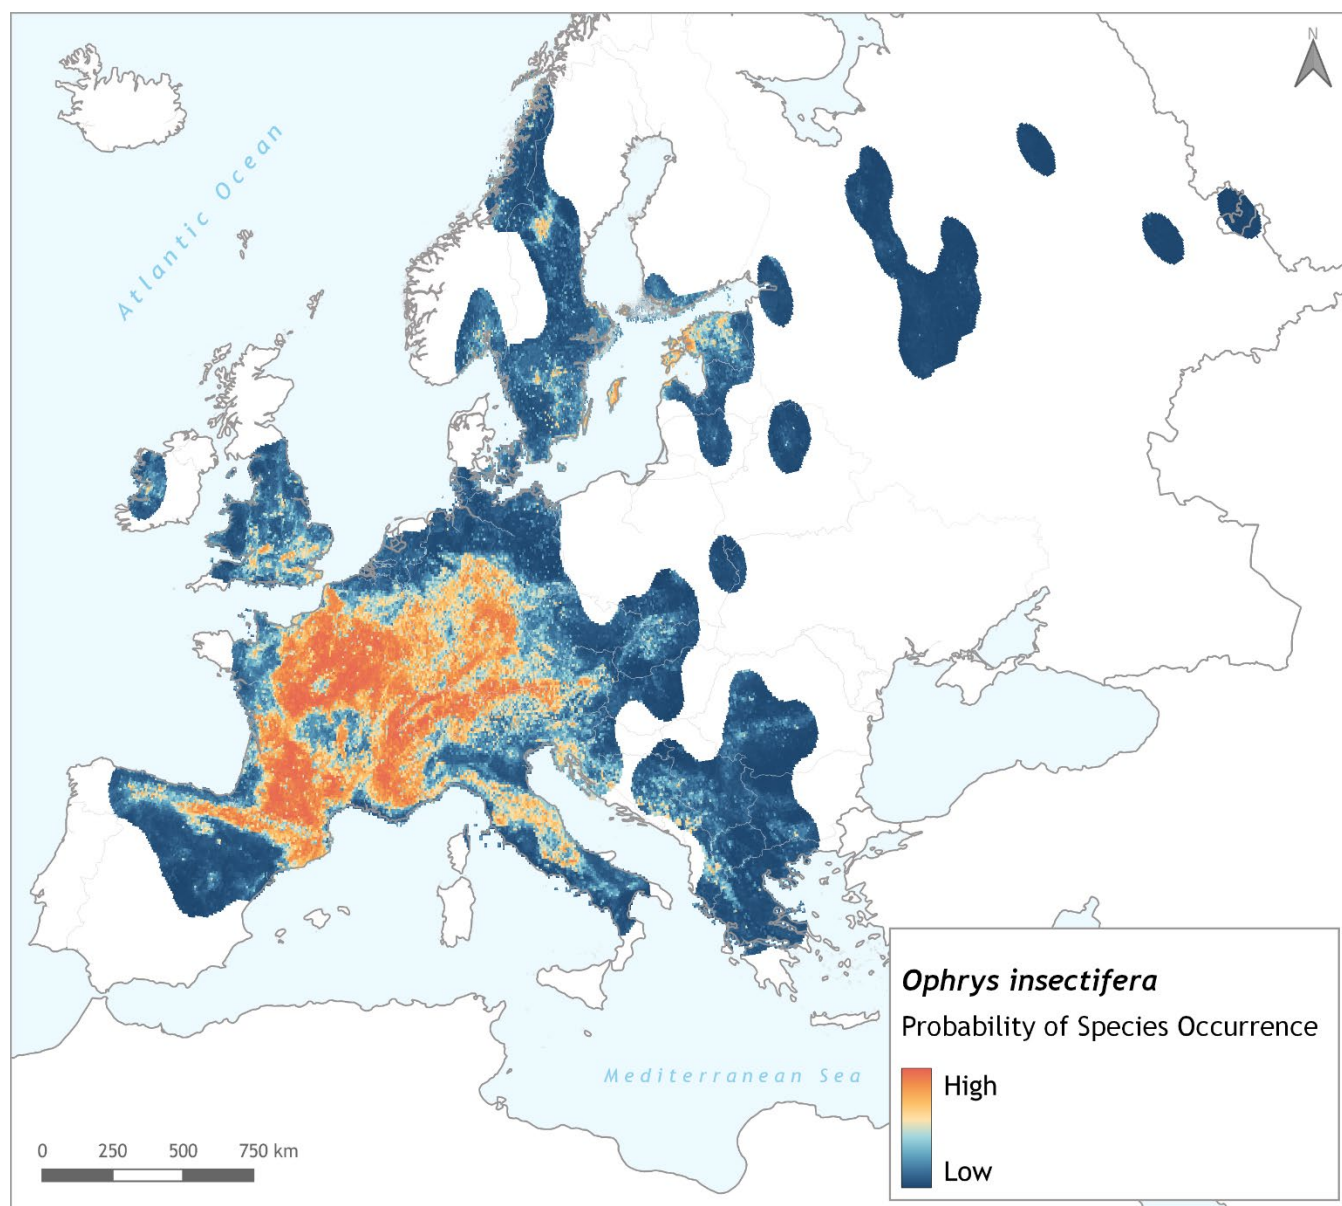 N
Atlantic Ocean
Mediterranean Sea
Ophrys insectifera
Probability of Species Occurrence
High
Low
0 250 500 750 km